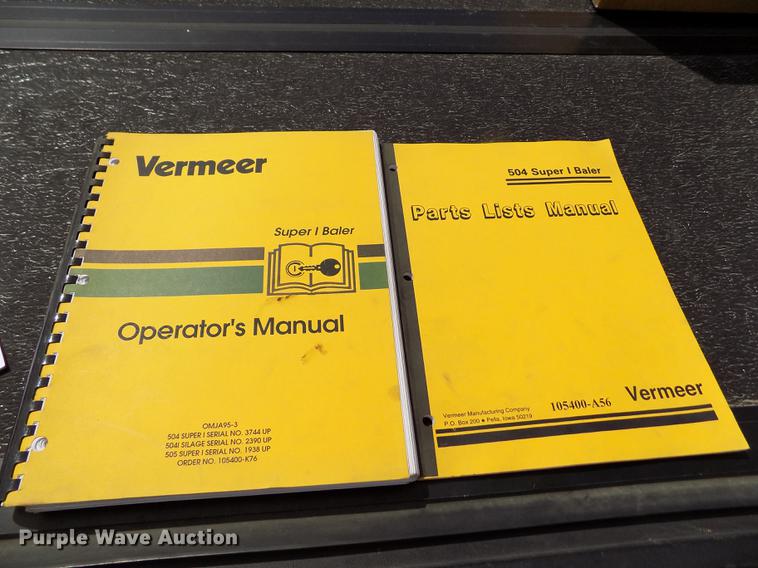 Vermeer
Super I Baler
Operator's Manual
OMJA95-3
504 SUPER I SERIAL NO. 3744 UP
504I SILAGE SERIAL NO. 2390 UP
505 SUPER I SERIAL NO. 1938 UP
ORDER NO. 105400-K76
504 Super I Baler
Parts Lists Manual
105400-A56
Vermeer
Vermeer Manufacturing Company
P.O. Box 200 ● Pella, Iowa 50219
Purple Wave Auction